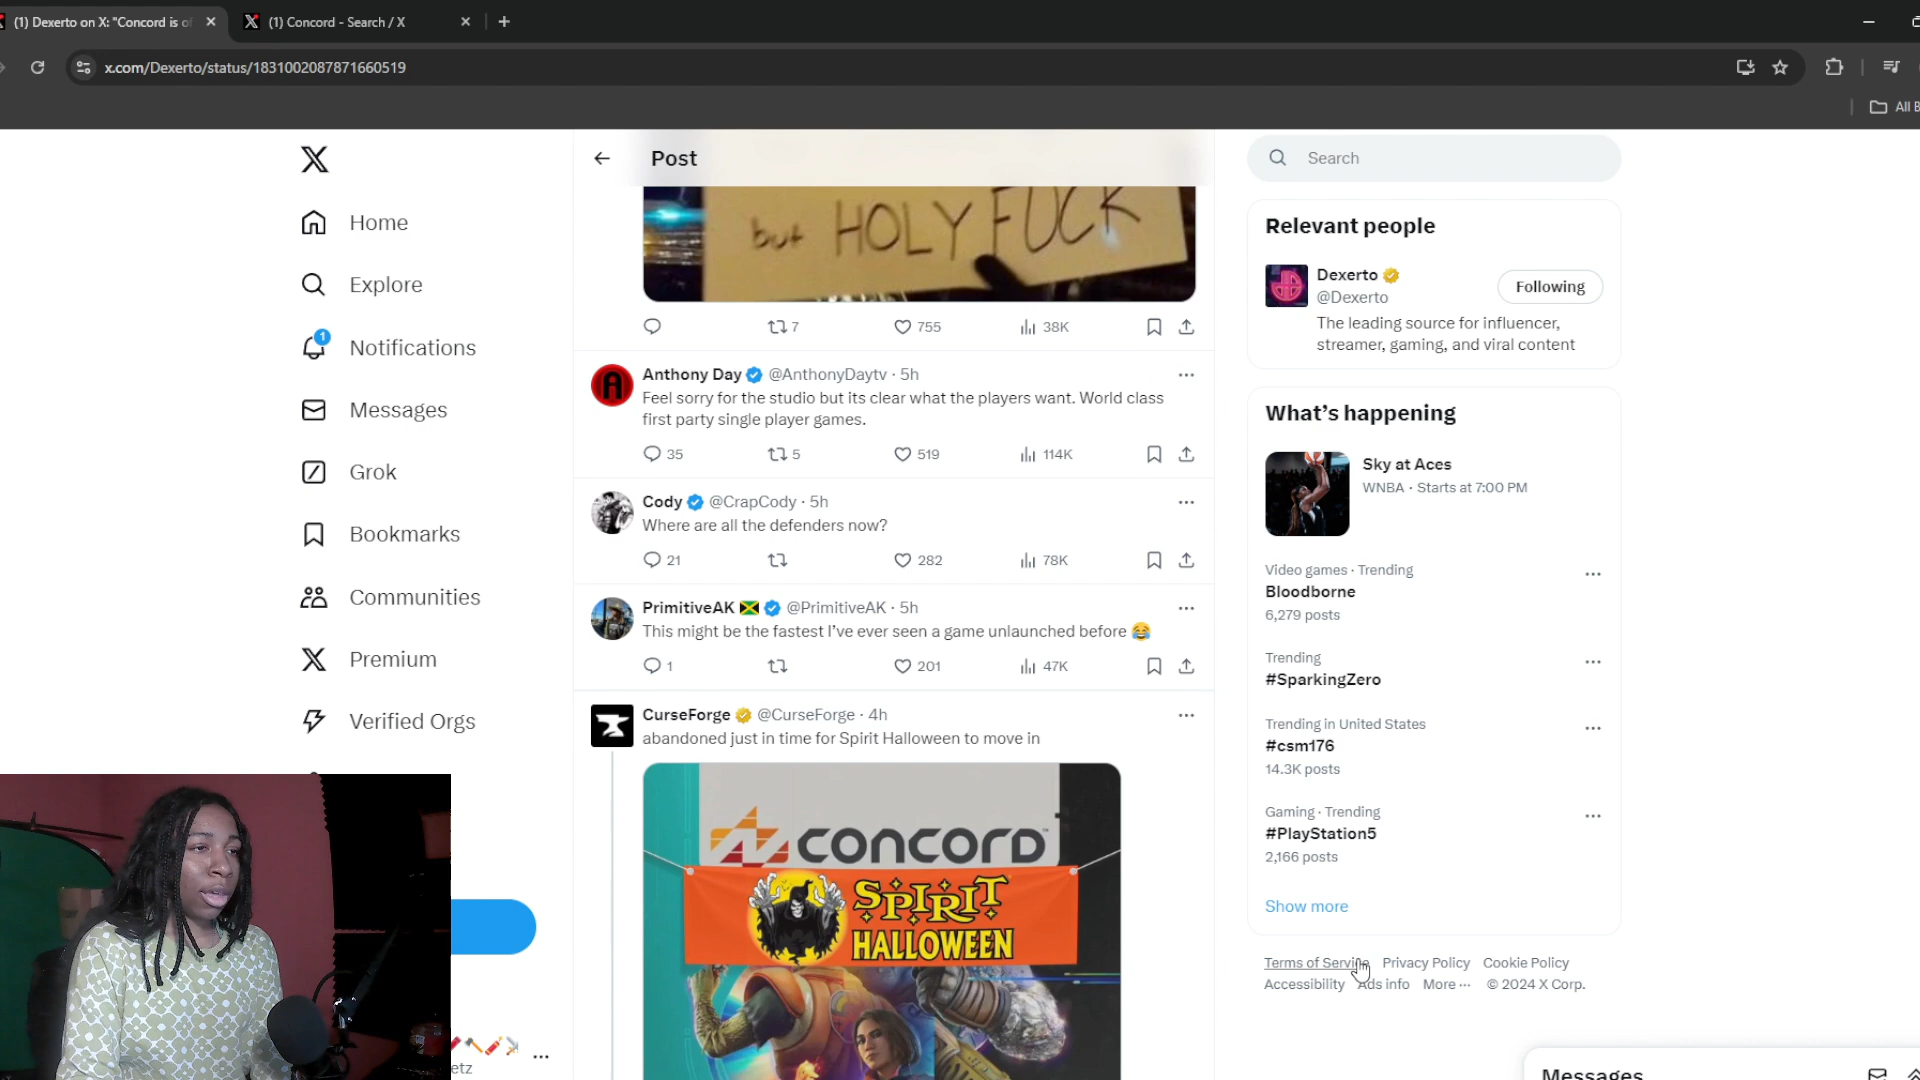 (1) Dexerto on X: "Concord is of
(1) Concord - Search / X
x.com/Dexerto/status/1831002087871660519
All B
Home
Explore
1
Notifications
Messages
Grok
Bookmarks
Communities
Premium
Verified Orgs
etz
Post
but HOLY FUCK
7 755 38K
Anthony Day @AnthonyDaytv · 5h
Feel sorry for the studio but its clear what the players want. World class
first party single player games.
35 5 519 114K
Cody @CrapCody · 5h
Where are all the defenders now?
21 282 78K
PrimitiveAK 🇯🇲 @PrimitiveAK · 5h
This might be the fastest I've ever seen a game unlaunched before 😂
1 201 47K
CurseForge @CurseForge · 4h
abandoned just in time for Spirit Halloween to move in
CONCORD™
SPIRIT
HALLOWEEN
Search
Relevant people
Dexerto
@Dexerto
Following
The leading source for influencer,
streamer, gaming, and viral content
What's happening
Sky at Aces
WNBA · Starts at 7:00 PM
Video games · Trending
Bloodborne
6,279 posts
Trending
#SparkingZero
Trending in United States
#csm176
14.3K posts
Gaming · Trending
#PlayStation5
2,166 posts
Show more
Terms of Service Privacy Policy Cookie Policy
Accessibility Ads info More ··· © 2024 X Corp.
Messages